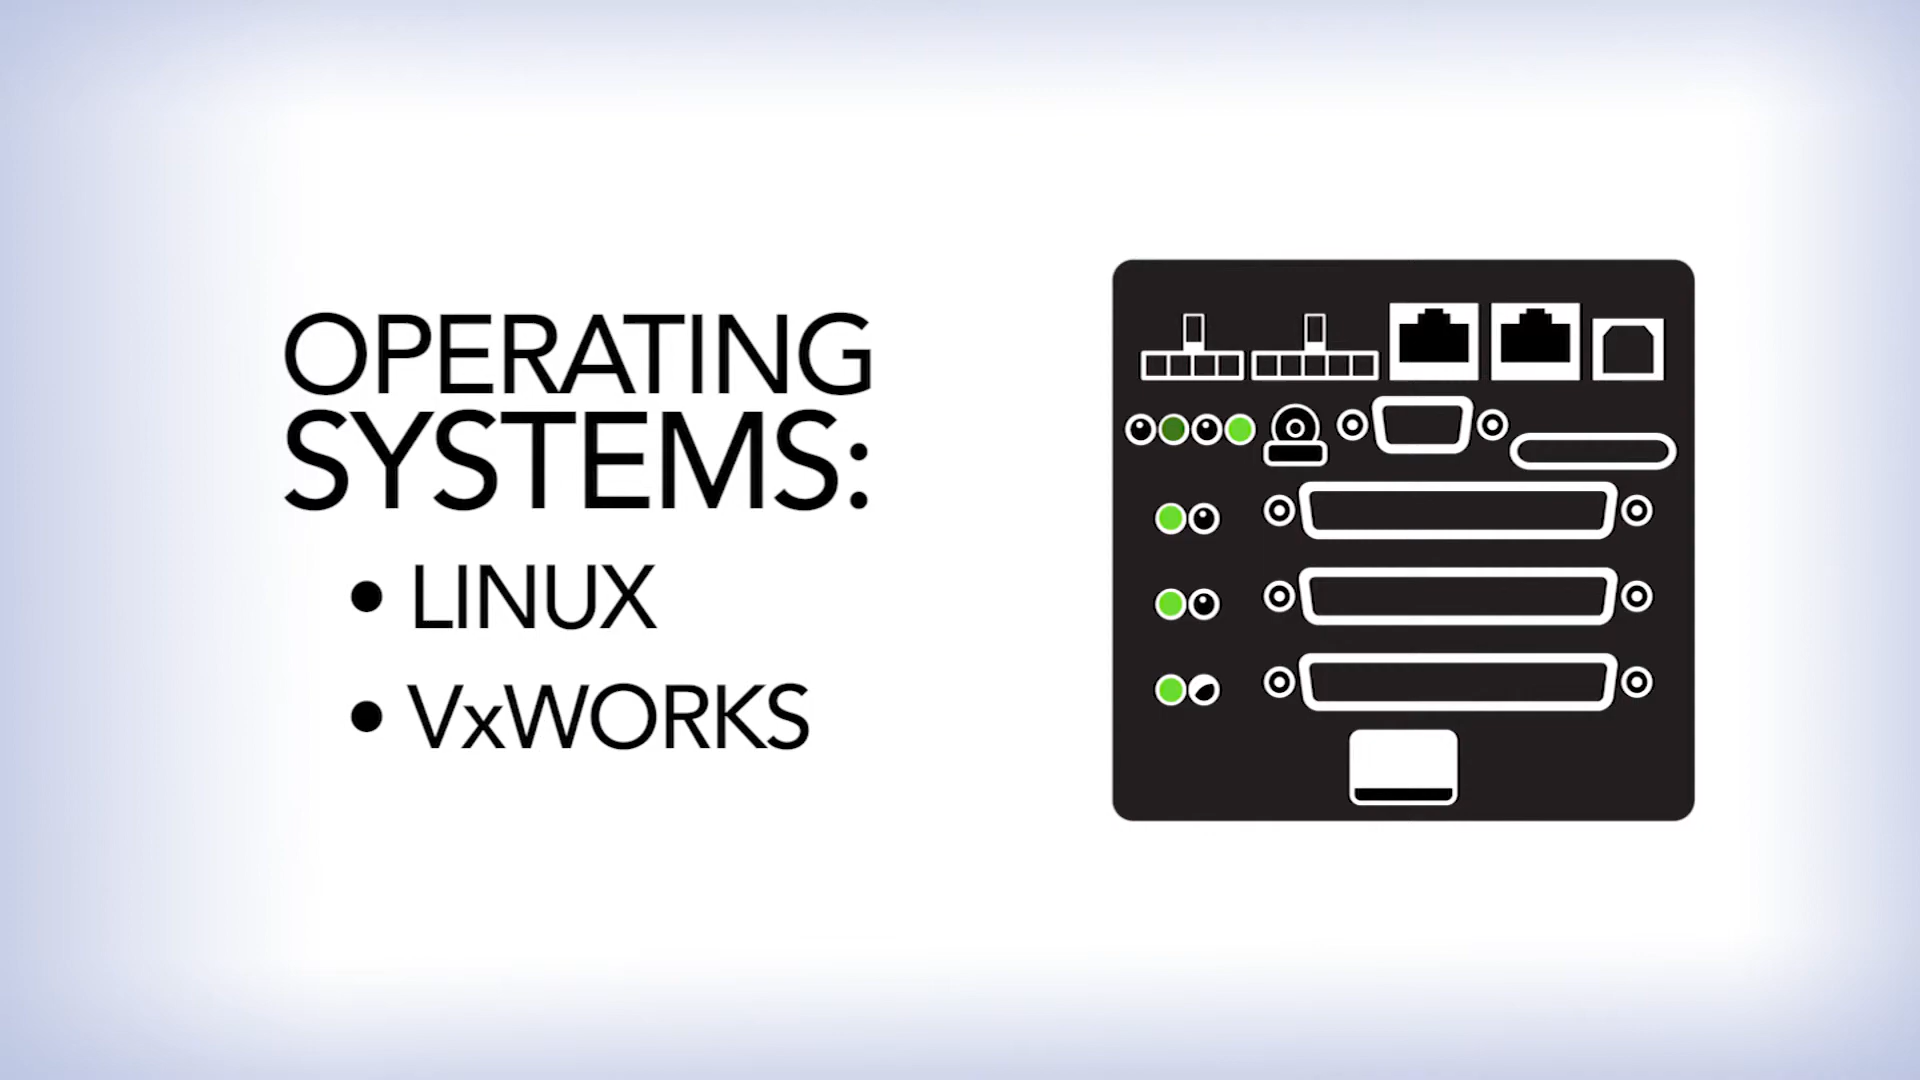 OPERATING
SYSTEMS:
• LINUX
• VxWORKS